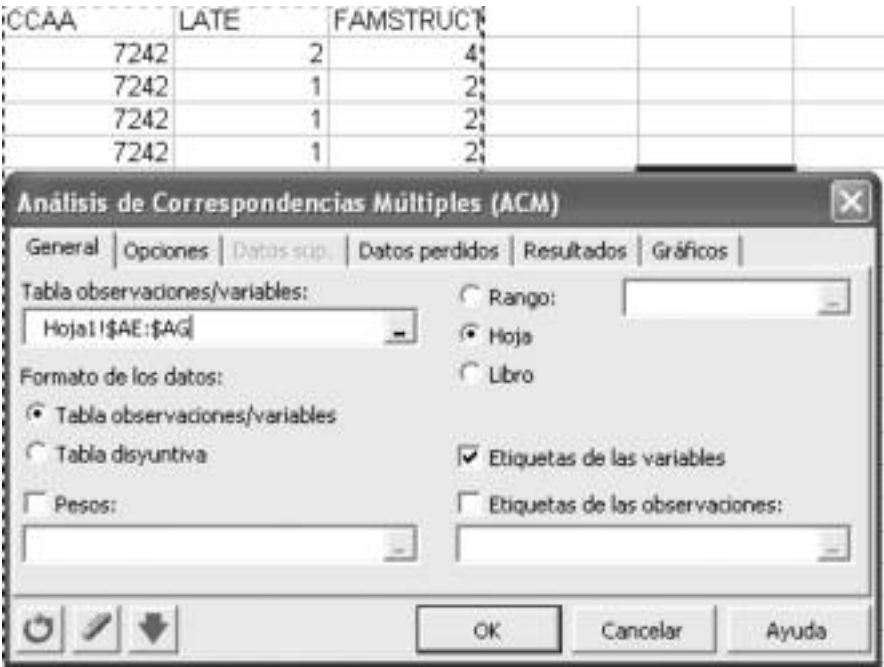 CCAA LATE FAMSTRUCT
7242 2 4
7242 1 2
7242 1 2
7242 1 2
Análisis de Correspondencias Múltiples (ACM)
General Opciones Datos sup. Datos perdidos Resultados Gráficos
Tabla observaciones/variables:
Hoja1!$AE:$AG
Formato de los datos:
Tabla observaciones/variables
Tabla disyuntiva
Pesos:
Rango:
Hoja
Libro
Etiquetas de las variables
Etiquetas de las observaciones:
OK Cancelar Ayuda